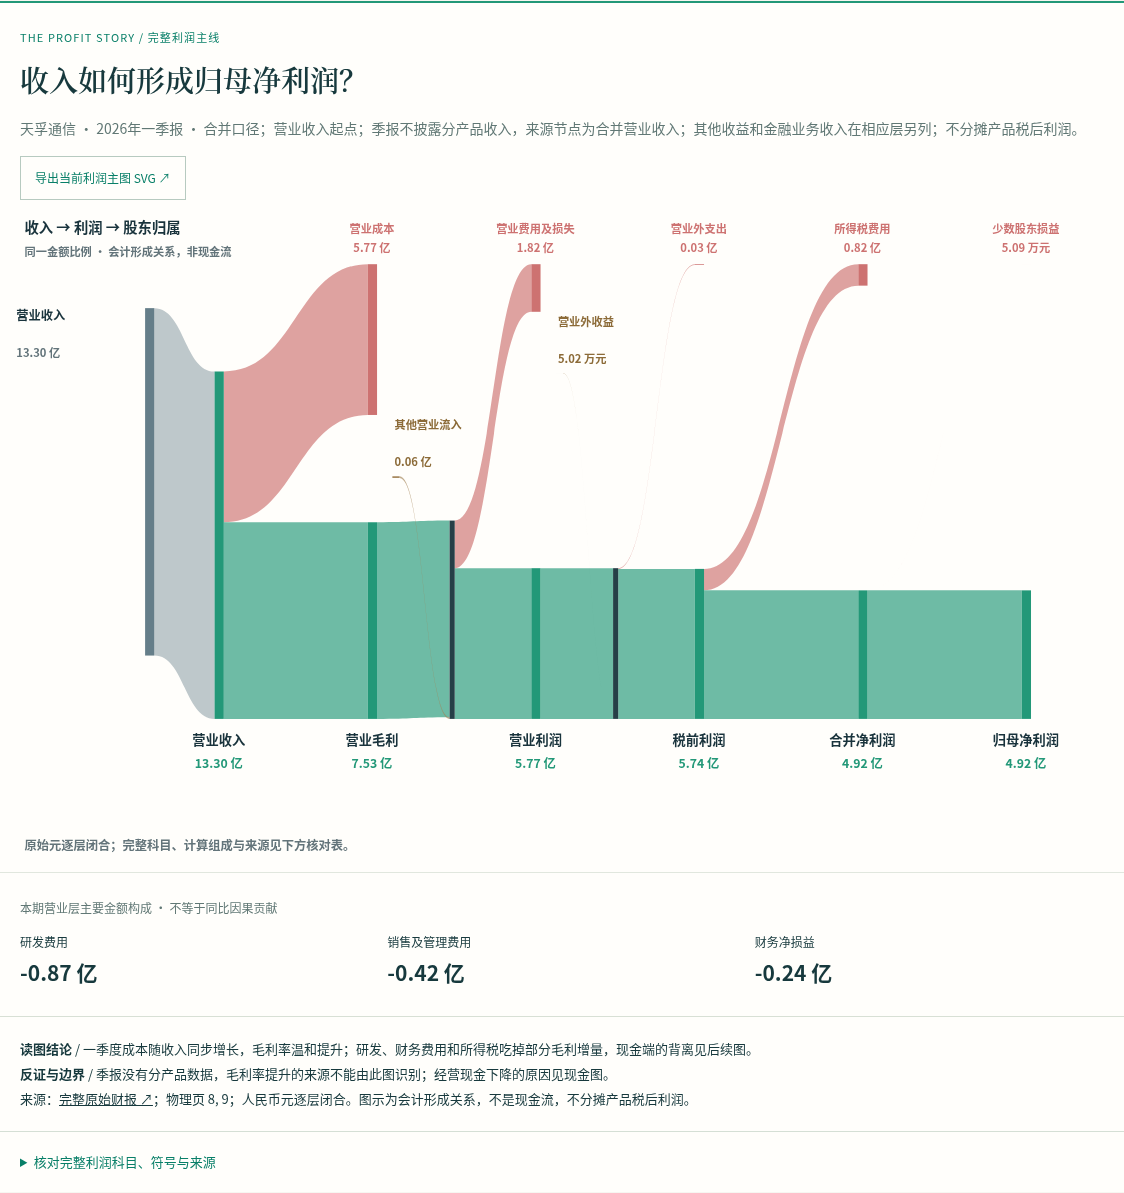 THE PROFIT STORY / 完整利润主线
收入如何形成归母净利润?
天孚通信 · 2026年一季报 · 合并口径；营业收入起点；季报不披露分产品收入，来源节点为合并营业收入；其他收益和金融业务收入在相应层另列；不分摊产品税后利润。
导出当前利润主图 SVG ↗
收入 → 利润 → 股东归属
同一金额比例 · 会计形成关系，非现金流
营业成本
5.77 亿
营业费用及损失
1.82 亿
营业外支出
0.03 亿
所得税费用
0.82 亿
少数股东损益
5.09 万元
营业收入
13.30 亿
营业外收益
5.02 万元
其他营业流入
0.06 亿
营业收入
13.30 亿
营业毛利
7.53 亿
营业利润
5.77 亿
税前利润
5.74 亿
合并净利润
4.92 亿
归母净利润
4.92 亿
原始元逐层闭合；完整科目、计算组成与来源见下方核对表。
本期营业层主要金额构成 · 不等于同比因果贡献
研发费用
-0.87 亿
销售及管理费用
-0.42 亿
财务净损益
-0.24 亿
读图结论 / 一季度成本随收入同步增长，毛利率温和提升；研发、财务费用和所得税吃掉部分毛利增量，现金端的背离见后续图。
反证与边界 / 季报没有分产品数据，毛利率提升的来源不能由此图识别；经营现金下降的原因见现金图。
来源：完整原始财报 ↗；物理页 8, 9；人民币元逐层闭合。图示为会计形成关系，不是现金流，不分摊产品税后利润。
▶ 核对完整利润科目、符号与来源